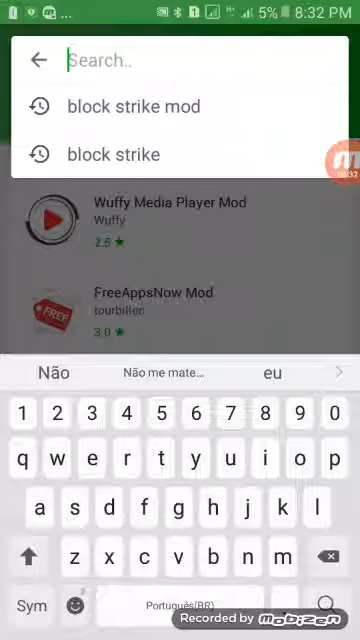 ... 1 5% 8:32 PM
Search..
block strike mod
block strike
Wuffy Media Player Mod
Wuffy
2.6 ★
FREE
FreeAppsNow Mod
tourbillon
3.0 ★
Não Não me mate... eu
1 2 3 4 5 6 7 8 9 0
q w e r t y u i o p
a s d f g h j k l
z x c v b n m
Sym Português(BR)
Recorded by mobizen